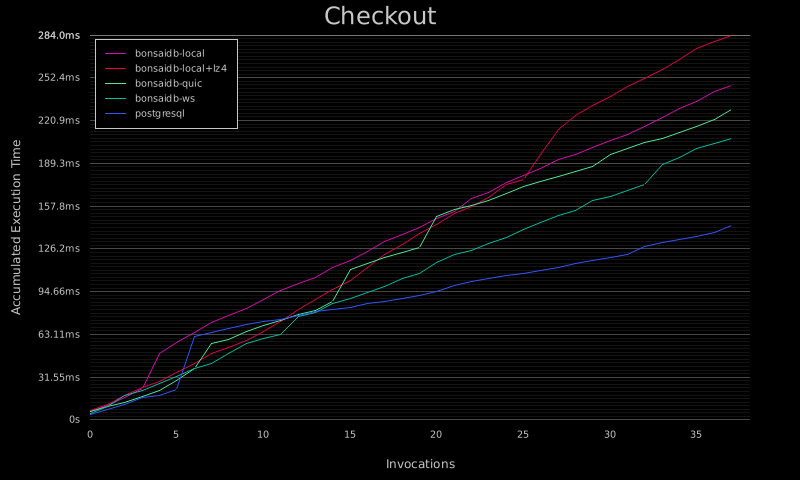 Checkout
284.0ms
252.4ms
220.9ms
189.3ms
157.8ms
126.2ms
94.66ms
63.11ms
31.55ms
0s
Accumulated Execution Time
bonsaidb-local
bonsaidb-local+lz4
bonsaidb-quic
bonsaidb-ws
postgresql
0 5 10 15 20 25 30 35
Invocations